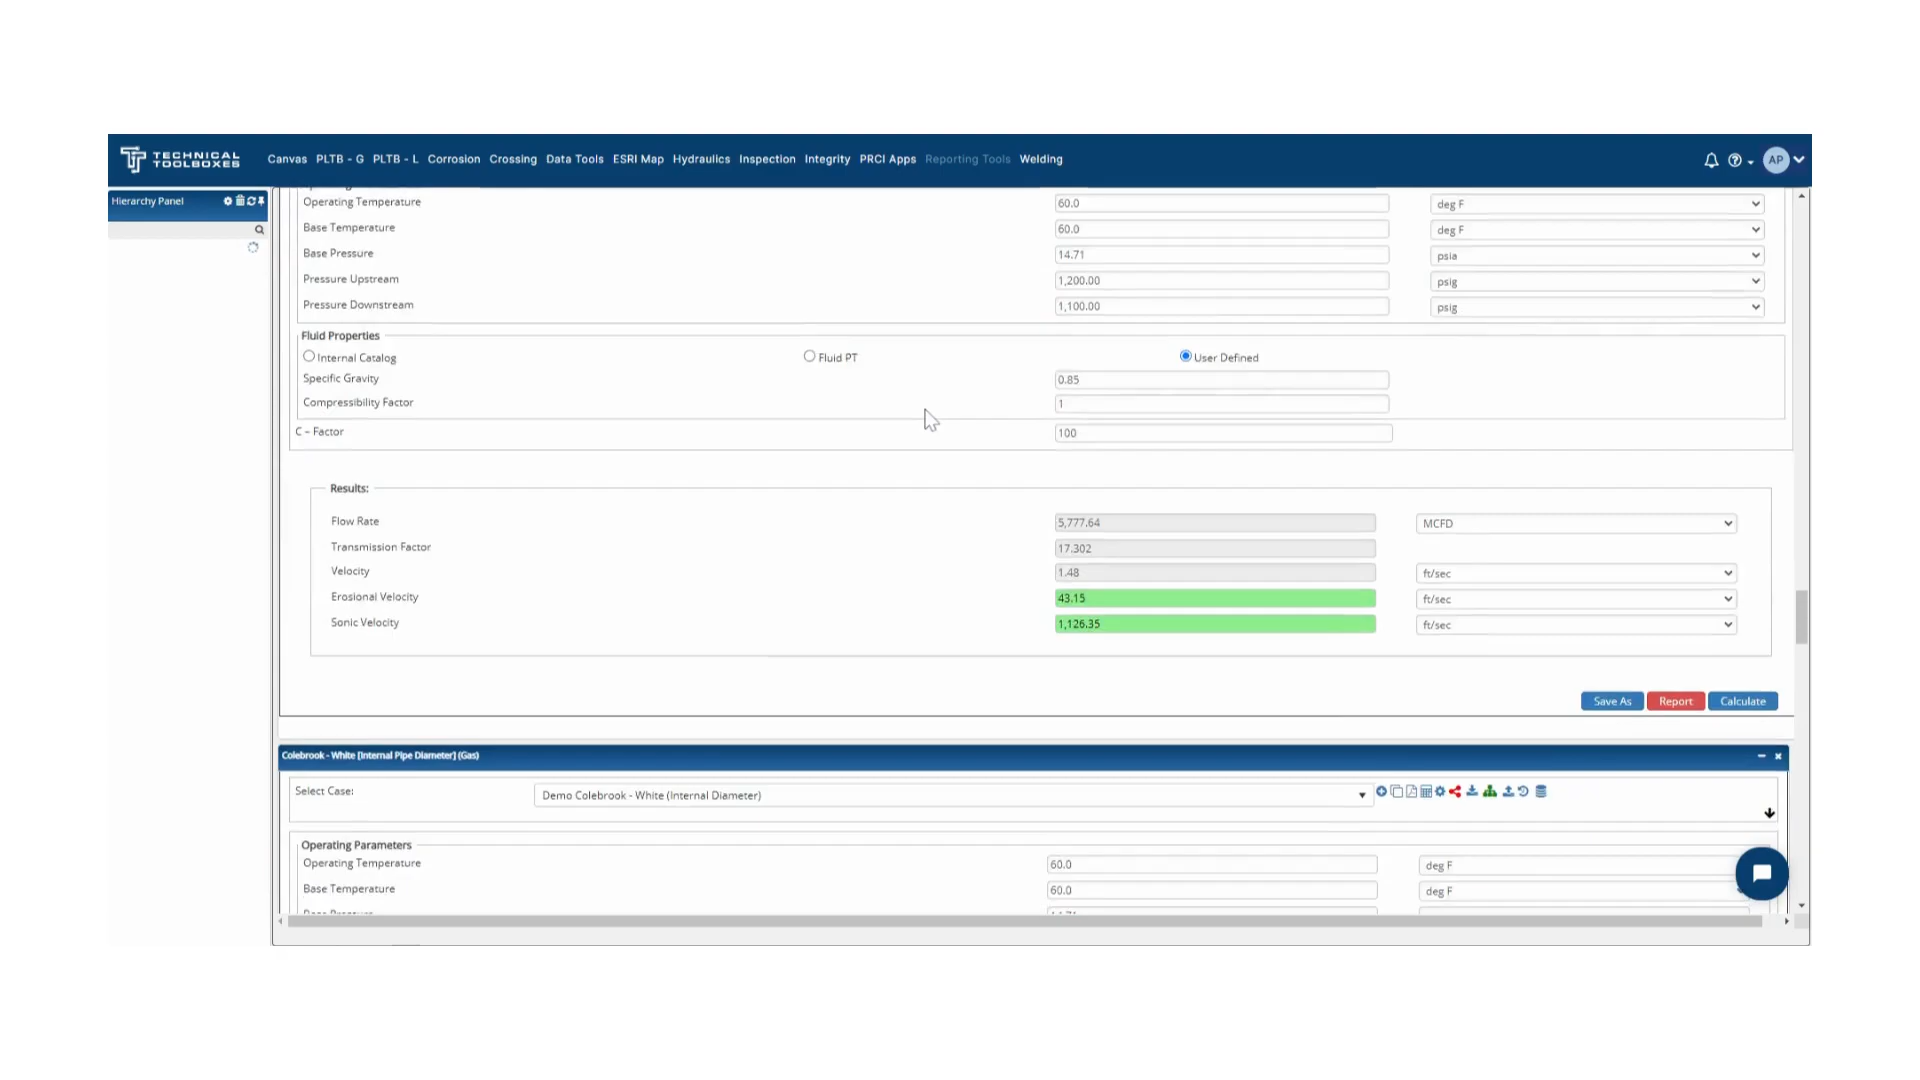 TECHNICAL TOOLBOXES Canvas PLTB - G PLTB - L Corrosion Crossing Data Tools ESRI Map Hydraulics Inspection Integrity PRCI Apps Reporting Tools Welding AP
Hierarchy Panel
Operating Temperature 60.0 deg F
Base Temperature 60.0 deg F
Base Pressure 14.71 psia
Pressure Upstream 1,200.00 psig
Pressure Downstream 1,100.00 psig
Fluid Properties
Internal Catalog Fluid PT User Defined
Specific Gravity 0.85
Compressibility Factor 1
C – Factor 100
Results:
Flow Rate 5,777.64 MCFD
Transmission Factor 17.302
Velocity 1.48 ft/sec
Erosional Velocity 43.15 ft/sec
Sonic Velocity 1,126.35 ft/sec
Save As Report Calculate
Colebrook - White [Internal Pipe Diameter] (Gas)
Select Case: Demo Colebrook - White (Internal Diameter)
Operating Parameters
Operating Temperature 60.0 deg F
Base Temperature 60.0 deg F